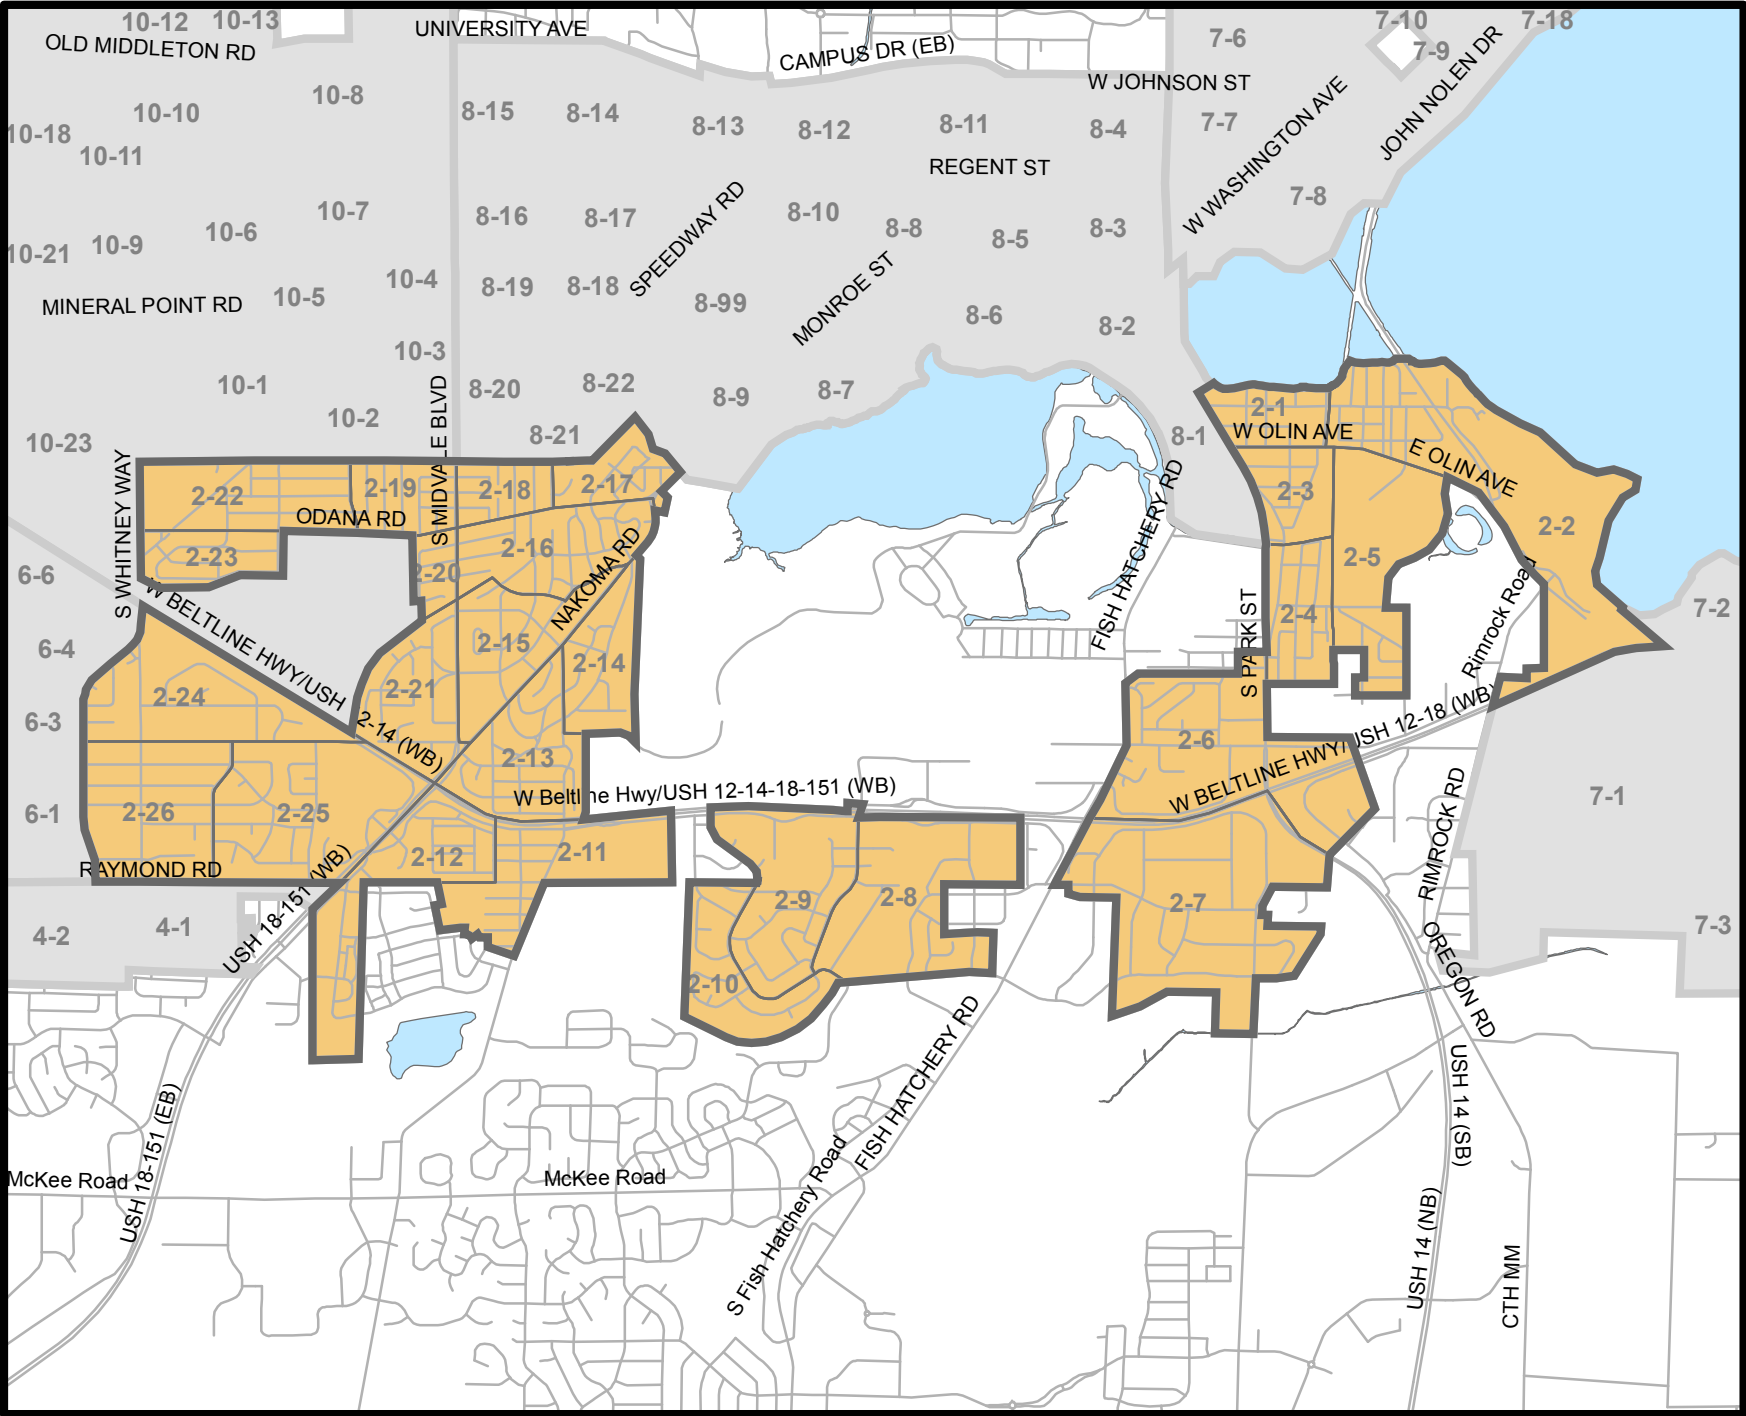 10-12
10-13
UNIVERSITY AVE
7-10
7-18
OLD MIDDLETON RD
CAMPUS DR (EB)
7-6
7-9
JOHN NOLEN DR
W JOHNSON ST
10-8
10-10
8-15
8-14
8-13
8-12
8-11
8-4
7-7
W WASHINGTON AVE
10-18
10-11
REGENT ST
7-8
10-7
10-6
10-9
10-21
8-16
8-17
SPEEDWAY RD
8-10
8-8
8-5
8-3
10-4
10-5
MINERAL POINT RD
8-19
8-18
8-99
MONROE ST
8-6
8-2
10-3
10-1
10-2
S MIDVALE BLVD
8-20
8-22
8-9
8-7
10-23
8-21
8-1
2-1
W OLIN AVE
E OLIN AVE
S WHITNEY WAY
2-22
2-19
2-18
2-17
ODANA RD
2-3
2-2
2-23
2-20
2-16
NAKOMA RD
2-5
6-6
W BELTLINE HWY/USH
2-14 (WB)
FISH HATCHERY RD
S PARK ST
2-4
Rimrock Road
7-2
6-4
2-15
2-14
2-24
2-21
6-3
2-6
2-13
W Beltline Hwy/USH 12-14-18-151 (WB)
W BELTLINE HWY/USH 12-18 (WB)
6-1
2-26
2-25
7-1
RIMROCK RD
2-12
2-11
RAYMOND RD
USH 18-151 (WB)
2-9
2-8
2-7
4-2
4-1
7-3
OREGON RD
2-10
FISH HATCHERY RD
USH 14 (SB)
USH 18-151 (EB)
McKee Road
McKee Road
S Fish Hatchery Road
USH 14 (NB)
CTH MM